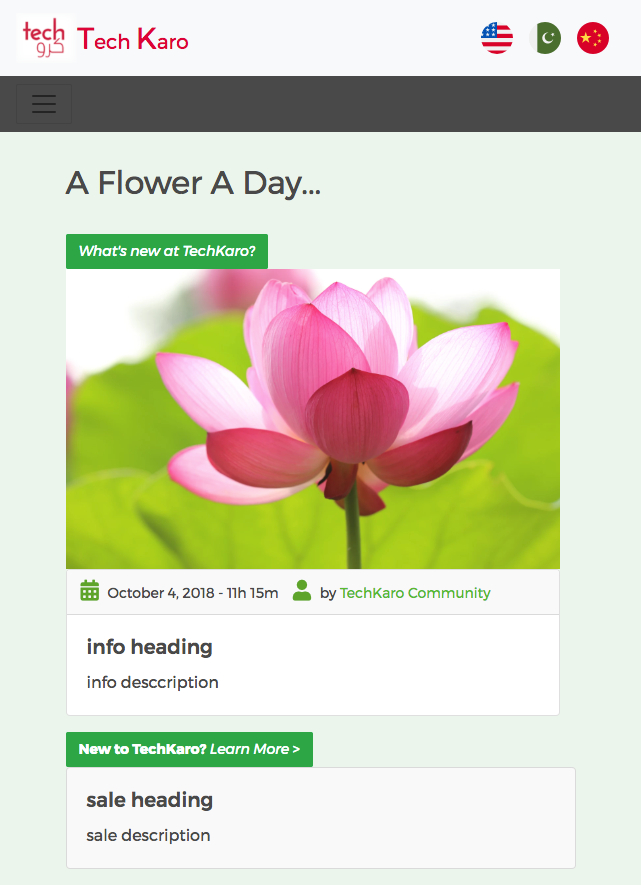 tech
کرو
Tech Karo
A Flower A Day...
What's new at TechKaro?
October 4, 2018 - 11h 15m by TechKaro Community
info heading
info desccription
New to TechKaro? Learn More >
sale heading
sale description